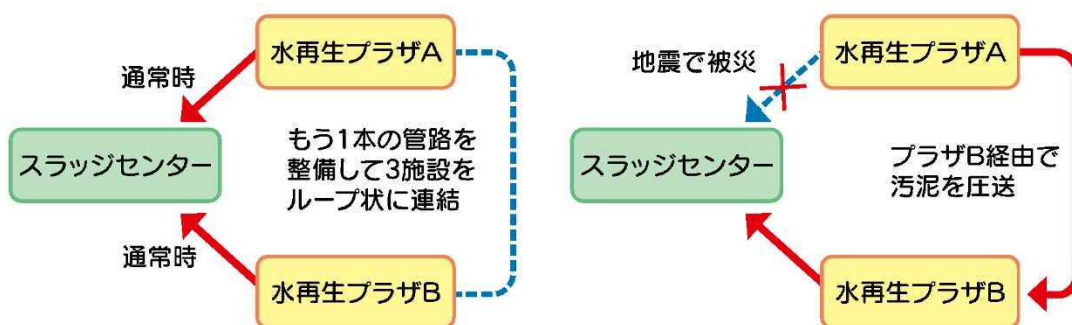 水再生プラザA
通常時
スラッジセンター
もう1本の管路を
整備して3施設を
ループ状に連結
通常時
水再生プラザB
水再生プラザA
地震で被災
スラッジセンター
プラザB経由で
汚泥を圧送
水再生プラザB